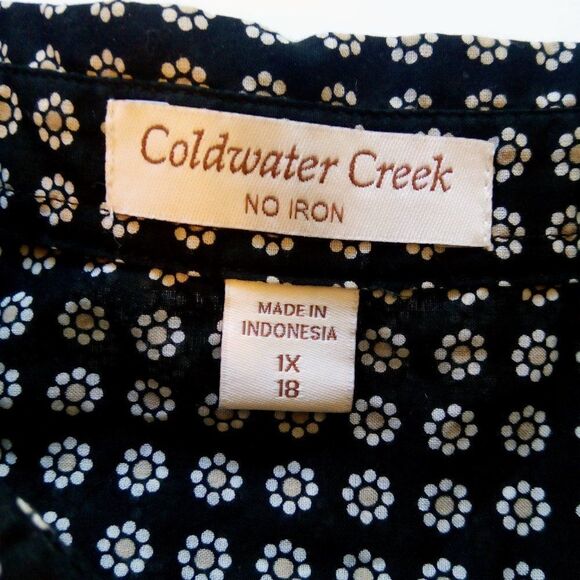 Coldwater Creek
NO IRON
MADE IN
INDONESIA
1X
18